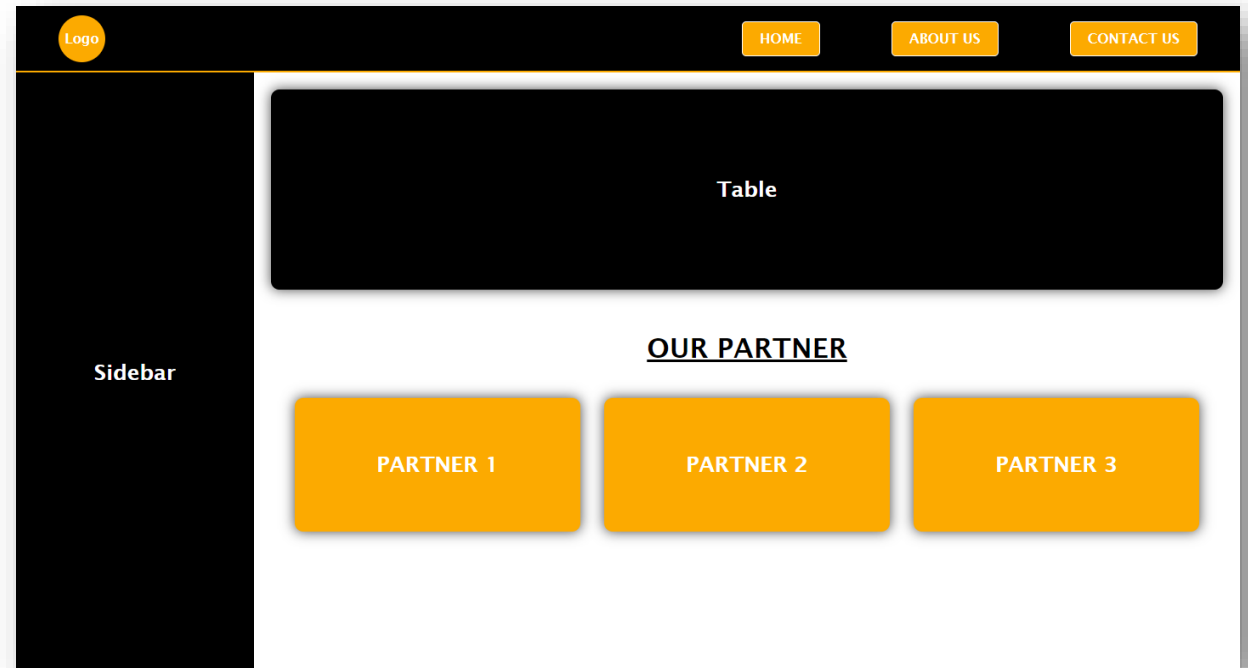 Logo
HOME
ABOUT US
CONTACT US
Table
Sidebar
OUR PARTNER
PARTNER 1
PARTNER 2
PARTNER 3